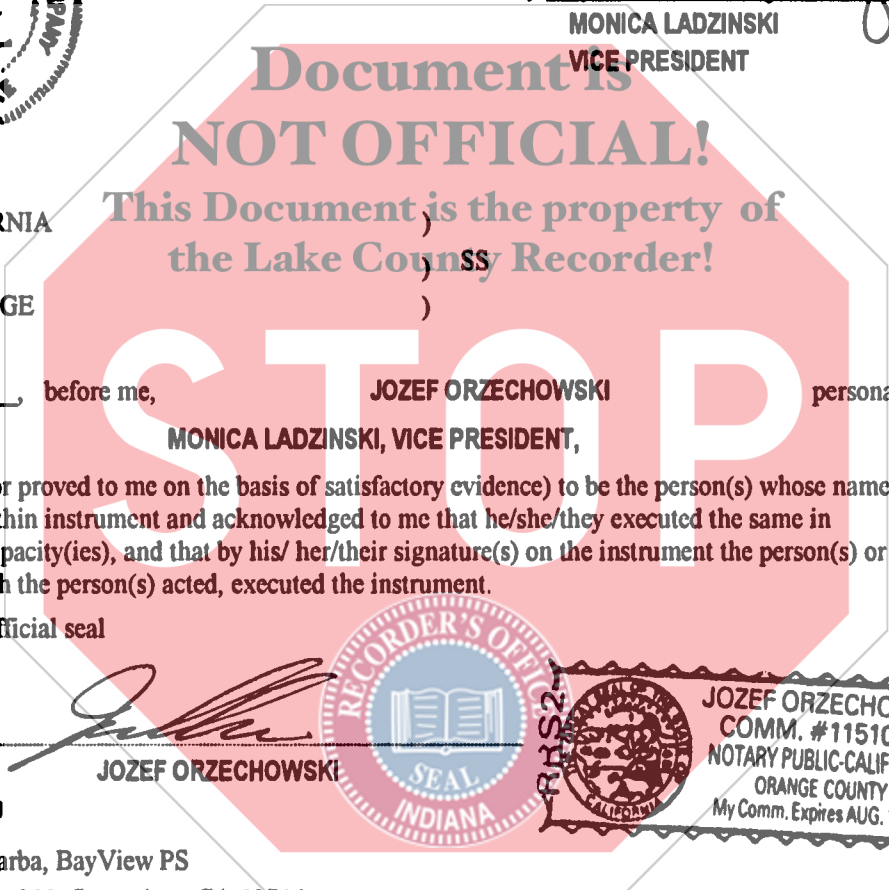 PANY
MONICA LADZINSKI
VICE PRESIDENT
Document is
NOT OFFICIAL!
This Document is the property of
the Lake County Recorder!
RNIA )
) SS
GE )
STOP
, before me, JOZEF ORZECHOWSKI persona
MONICA LADZINSKI, VICE PRESIDENT,
r proved to me on the basis of satisfactory evidence) to be the person(s) whose name
thin instrument and acknowledged to me that he/she/they executed the same in
pacity(ies), and that by his/ her/their signature(s) on the instrument the person(s) or
h the person(s) acted, executed the instrument.
fficial seal
RECORDER'S OFFICE
SEAL
INDIANA
JOZEF ORZECHOWSKI
JOZEF ORZECHO
COMM. #11510
NOTARY PUBLIC-CALIF
ORANGE COUNTY
My Comm. Expires AUG.
CALIFORNIA
arba, BayView PS